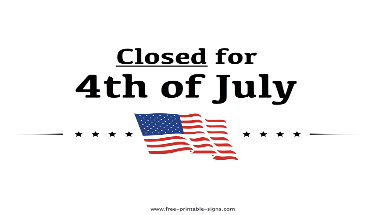 Closed for
4th of July
www.free-printable-signs.com